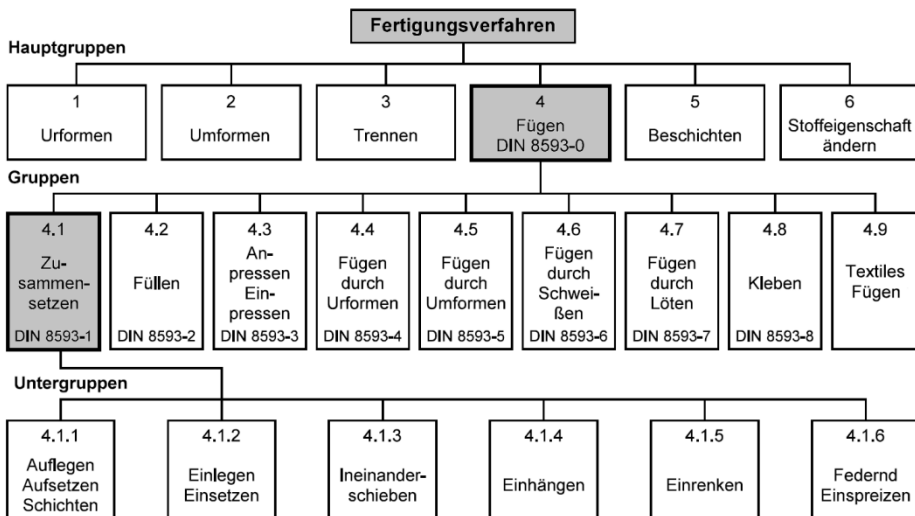 Fertigungsverfahren
Hauptgruppen
1
Urformen
2
Umformen
3
Trennen
4
Fügen
DIN 8593-0
5
Beschichten
6
Stoffeigenschaft
ändern
Gruppen
4.1
Zu-
sammen-
setzen
DIN 8593-1
4.2
Füllen
DIN 8593-2
4.3
An-
pressen
Ein-
pressen
DIN 8593-3
4.4
Fügen
durch
Urformen
DIN 8593-4
4.5
Fügen
durch
Umformen
DIN 8593-5
4.6
Fügen
durch
Schwei-
ßen
DIN 8593-6
4.7
Fügen
durch
Löten
DIN 8593-7
4.8
Kleben
DIN 8593-8
4.9
Textiles
Fügen
Untergruppen
4.1.1
Auflegen
Aufsetzen
Schichten
4.1.2
Einlegen
Einsetzen
4.1.3
Ineinander-
schieben
4.1.4
Einhängen
4.1.5
Einrenken
4.1.6
Federnd
Einspreizen